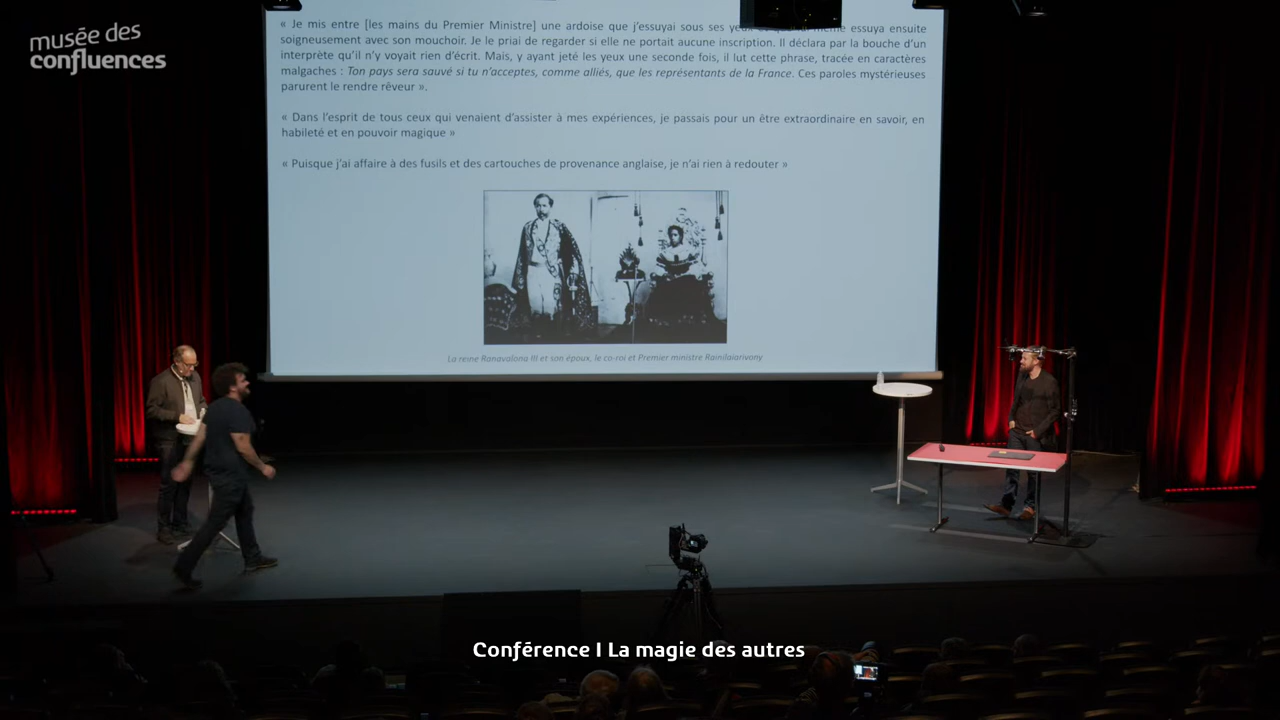 musée des
confluences
« Je mis entre [les mains du Premier Ministre] une ardoise que j'essuyai sous ses essuya ensuite
soigneusement avec son mouchoir. Je le priai de regarder si elle ne portait aucune inscription. Il déclara par la bouche d'un
interprète qu'il n'y voyait rien d'écrit. Mais, y ayant jeté les yeux une seconde fois, il lut cette phrase, tracée en caractères
malgaches : Ton pays sera sauvé si tu n'acceptes, comme alliés, que les représentants de la France. Ces paroles mystérieuses
parurent le rendre rêveur ».
« Dans l'esprit de tous ceux qui venaient d'assister à mes expériences, je passais pour un être extraordinaire en savoir, en
habileté et en pouvoir magique »
« Puisque j'ai affaire à des fusils et des cartouches de provenance anglaise, je n'ai rien à redouter »
La reine Ranavalona III et son époux, le co-roi et Premier ministre Rainilaiarivony
Conférence I La magie des autres